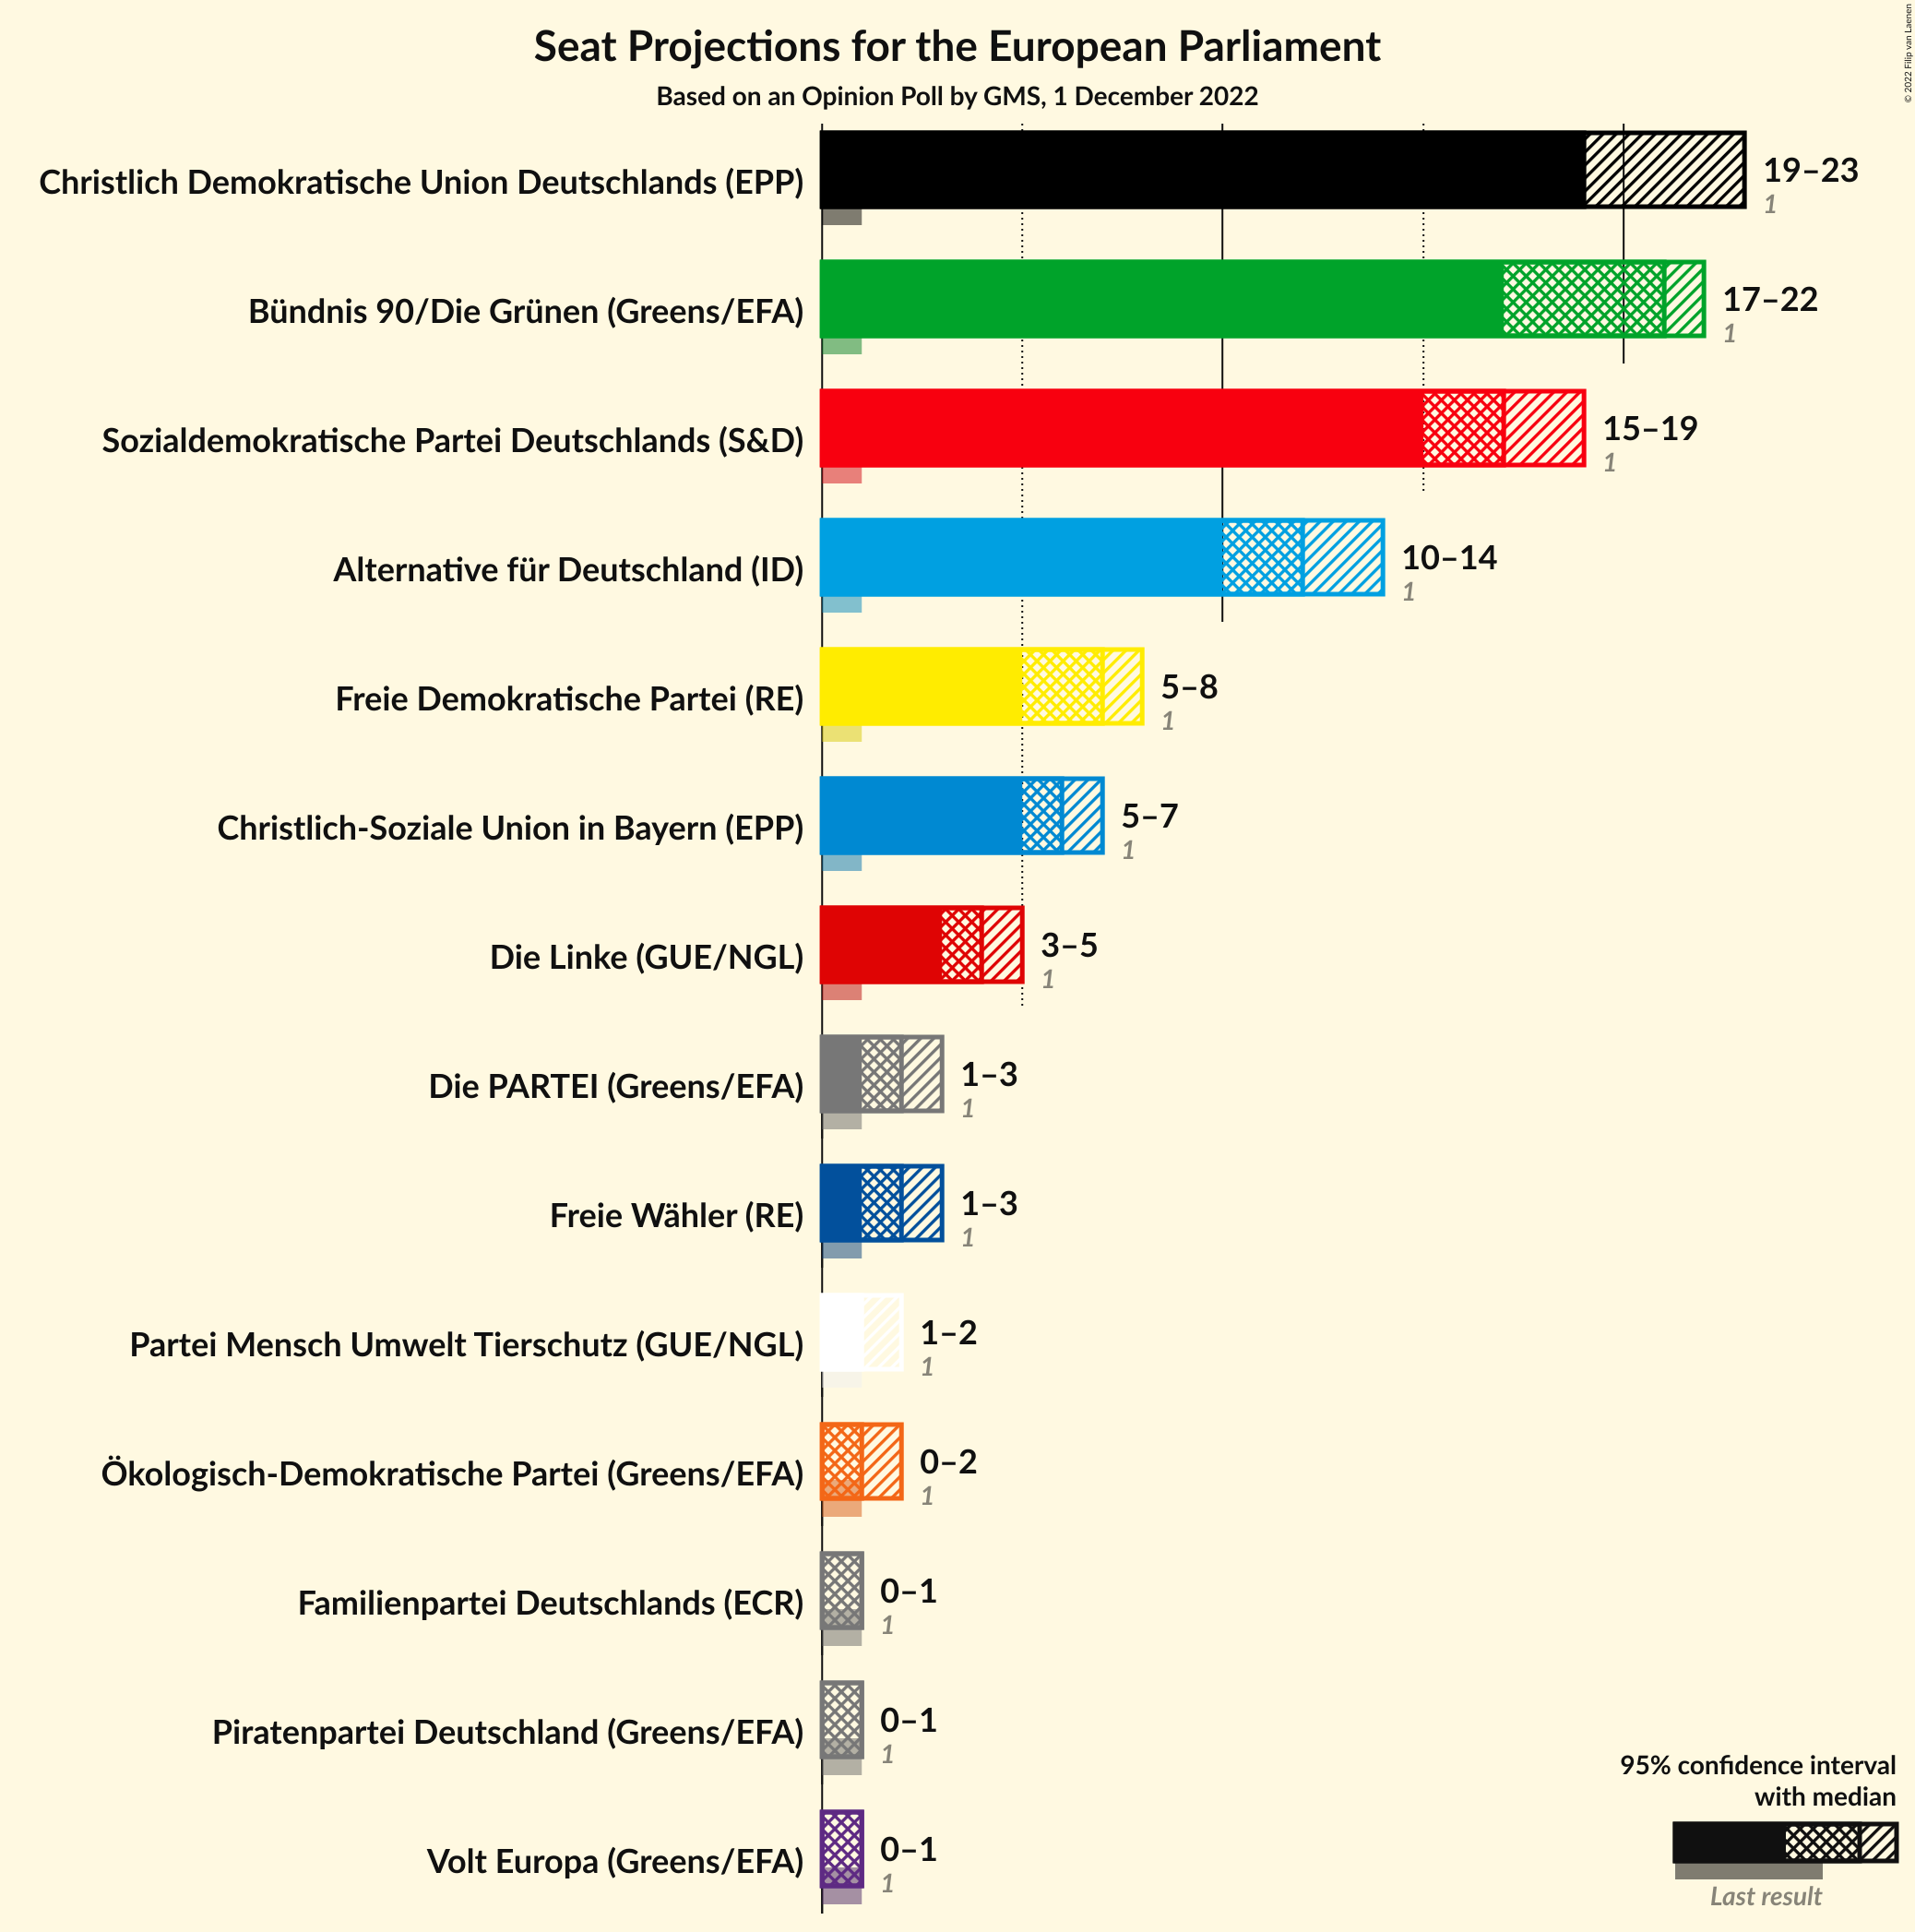 Seat Projections for the European Parliament
Based on an Opinion Poll by GMS, 1 December 2022
© 2022 Filip van Laenen
Christlich Demokratische Union Deutschlands (EPP)
19–23
1
Bündnis 90/Die Grünen (Greens/EFA)
17–22
1
Sozialdemokratische Partei Deutschlands (S&D)
15–19
1
Alternative für Deutschland (ID)
10–14
1
Freie Demokratische Partei (RE)
5–8
1
Christlich-Soziale Union in Bayern (EPP)
5–7
1
Die Linke (GUE/NGL)
3–5
1
Die PARTEI (Greens/EFA)
1–3
1
Freie Wähler (RE)
1–3
1
Partei Mensch Umwelt Tierschutz (GUE/NGL)
1–2
1
Ökologisch-Demokratische Partei (Greens/EFA)
0–2
1
Familienpartei Deutschlands (ECR)
0–1
1
Piratenpartei Deutschland (Greens/EFA)
0–1
1
Volt Europa (Greens/EFA)
0–1
1
95% confidence interval
with median
Last result